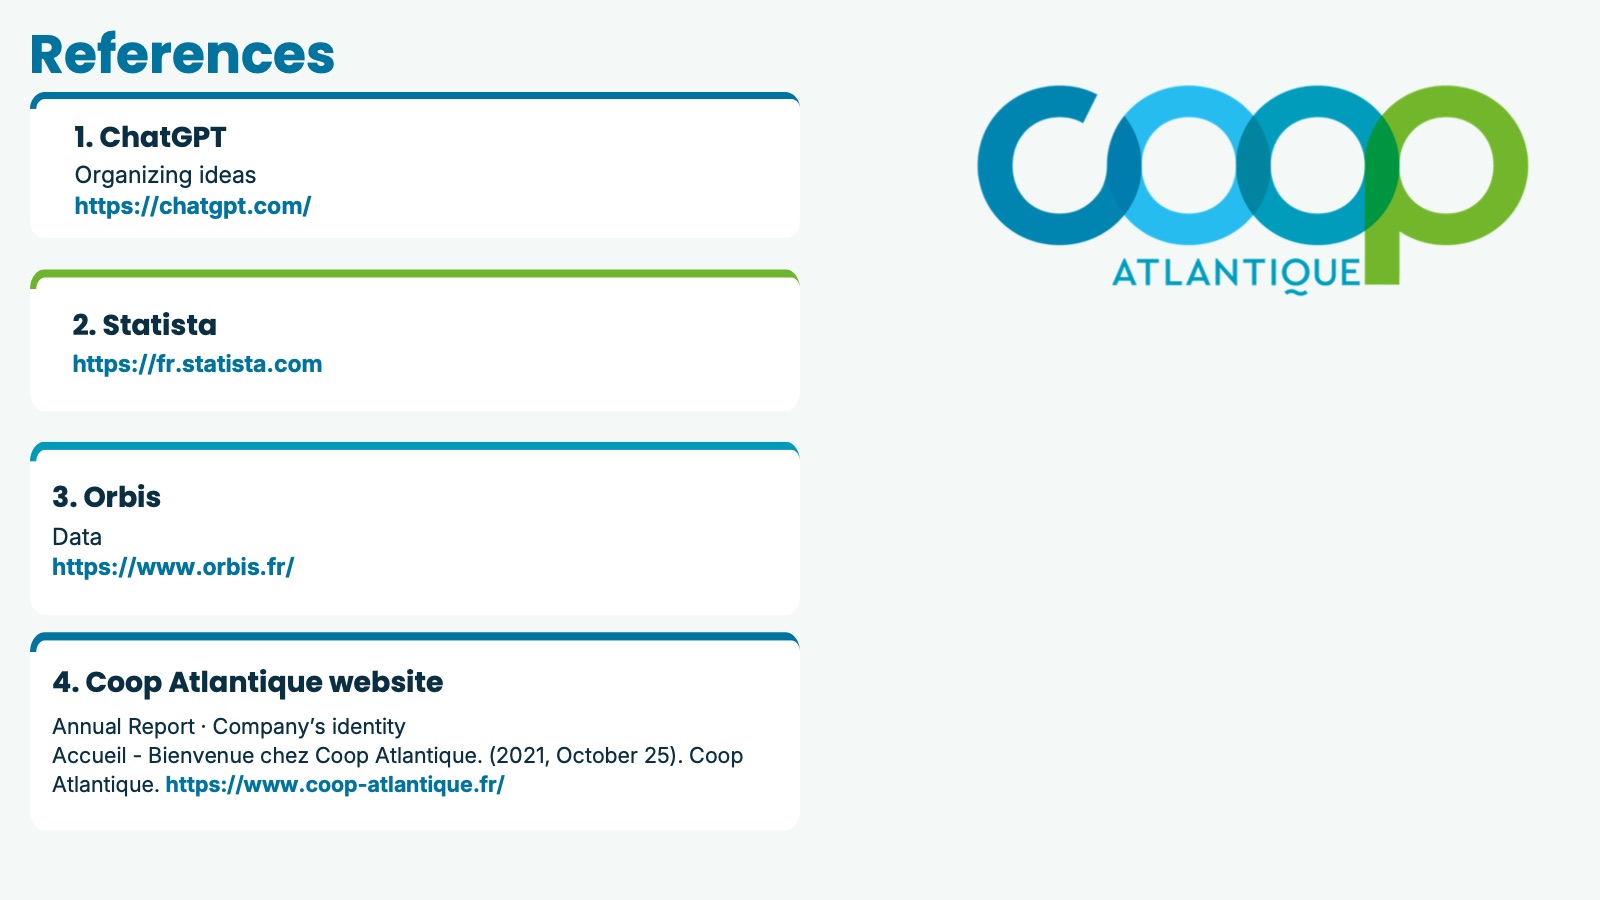 References
1. ChatGPT
Organizing ideas
https://chatgpt.com/
2. Statista
https://fr.statista.com
3. Orbis
Data
https://www.orbis.fr/
4. Coop Atlantique website
Annual Report · Company’s identity
Accueil - Bienvenue chez Coop Atlantique. (2021, October 25). Coop
Atlantique. https://www.coop-atlantique.fr/
coop
ATLANTIQUE